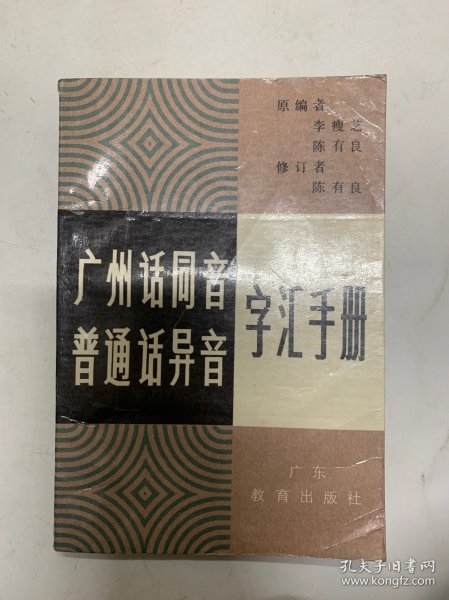 原编者
李瘦芝
陈有良
修订者
陈有良
广州话同音
普通话异音
字汇手册
广东
教育出版社
孔夫子旧书网
www.kongfz.com